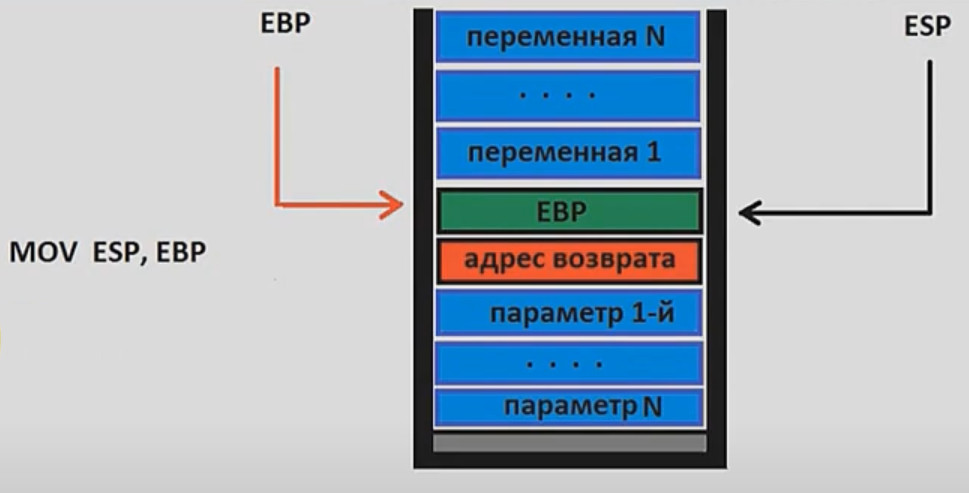 EBP
ESP
переменная N
. . . .
переменная 1
EBP
MOV ESP, EBP
адрес возврата
параметр 1-й
. . . .
параметр N